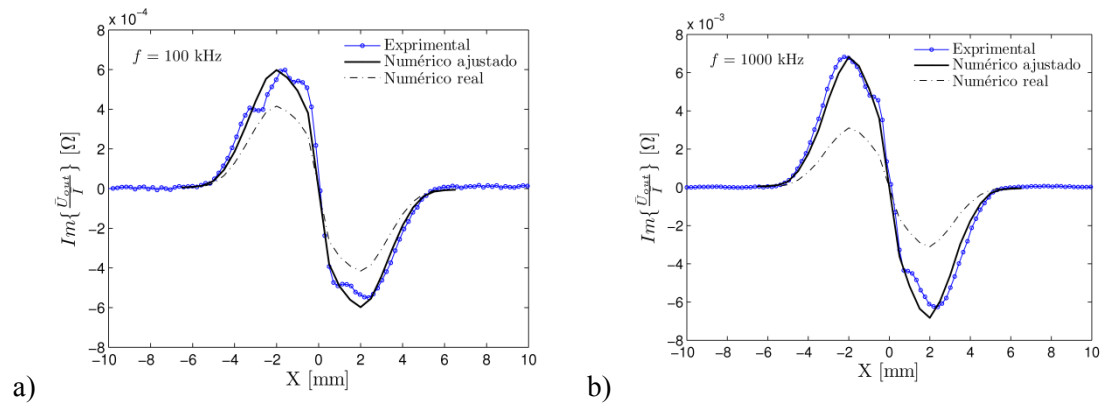 x 10⁻⁴
8
6
4
2
0
−2
−4
−6
−8
−10 −8 −6 −4 −2 0 2 4 6 8 10
f = 100 kHz
Exprimental
Numérico ajustado
Numérico real
Im{Ūout/I} [Ω]
X [mm]
a)
x 10⁻³
8
6
4
2
0
−2
−4
−6
−8
−10 −8 −6 −4 −2 0 2 4 6 8 10
f = 1000 kHz
Exprimental
Numérico ajustado
Numérico real
Im{Ūout/I} [Ω]
X [mm]
b)